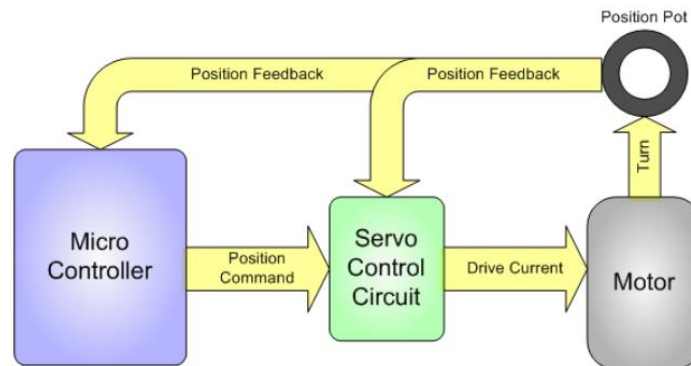 Position Pot
Position Feedback
Position Feedback
Turn
Micro
Controller
Position
Command
Servo
Control
Circuit
Drive Current
Motor